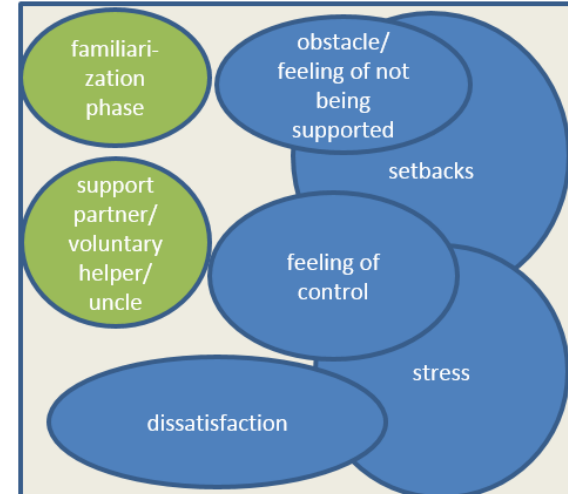 familiari-
zation
phase
obstacle/
feeling of not
being
supported
setbacks
support
partner/
voluntary
helper/
uncle
feeling of
control
stress
dissatisfaction